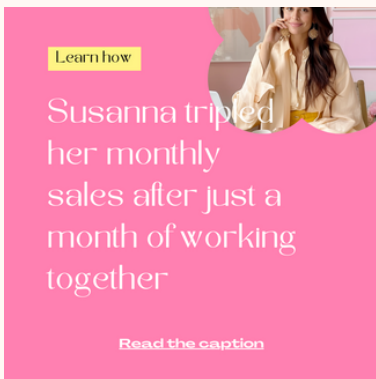 Learn how
Susanna tripled
her monthly
sales after just a
month of working
together
Read the caption